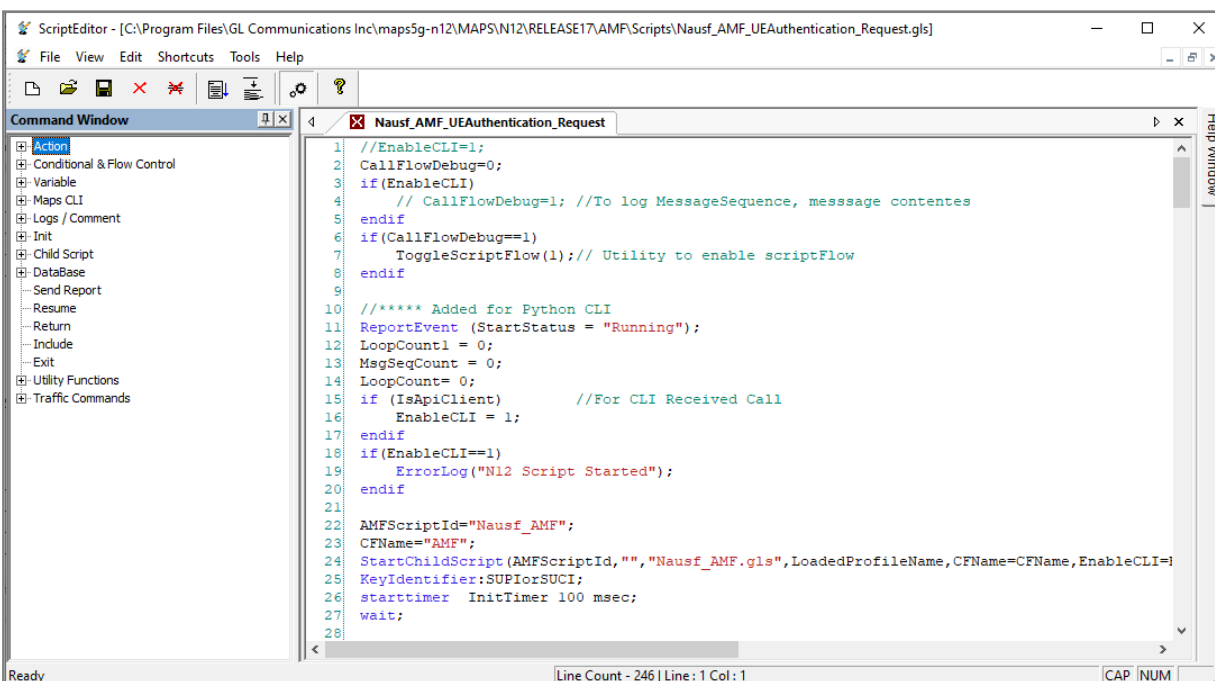 ScriptEditor - [C:\Program Files\GL Communications Inc\maps5g-n12\MAPS\N12\RELEASE17\AMF\Scripts\Nausf_AMF_UEAuthentication_Request.gls]
File View Edit Shortcuts Tools Help
Command Window
Action
Conditional & Flow Control
Variable
Maps CLI
Logs / Comment
Init
Child Script
DataBase
Send Report
Resume
Return
Include
Exit
Utility Functions
Traffic Commands
Nausf_AMF_UEAuthentication_Request
1 //EnableCLI=1;
2 CallFlowDebug=0;
3 if(EnableCLI)
4 // CallFlowDebug=1; //To log MessageSequence, messsage contentes
5 endif
6 if(CallFlowDebug==1)
7 ToggleScriptFlow(1);// Utility to enable scriptFlow
8 endif
9
10 //***** Added for Python CLI
11 ReportEvent (StartStatus = "Running");
12 LoopCount1 = 0;
13 MsgSeqCount = 0;
14 LoopCount= 0;
15 if (IsApiClient) //For CLI Received Call
16 EnableCLI = 1;
17 endif
18 if(EnableCLI==1)
19 ErrorLog("N12 Script Started");
20 endif
21
22 AMFScriptId="Nausf_AMF";
23 CFName="AMF";
24 StartChildScript(AMFScriptId,"","Nausf_AMF.gls",LoadedProfileName,CFName=CFName,EnableCLI=
25 KeyIdentifier:SUPIorSUCI;
26 starttimer InitTimer 100 msec;
27 wait;
28
Help Window
Ready
Line Count - 246 | Line : 1 Col : 1
CAP NUM